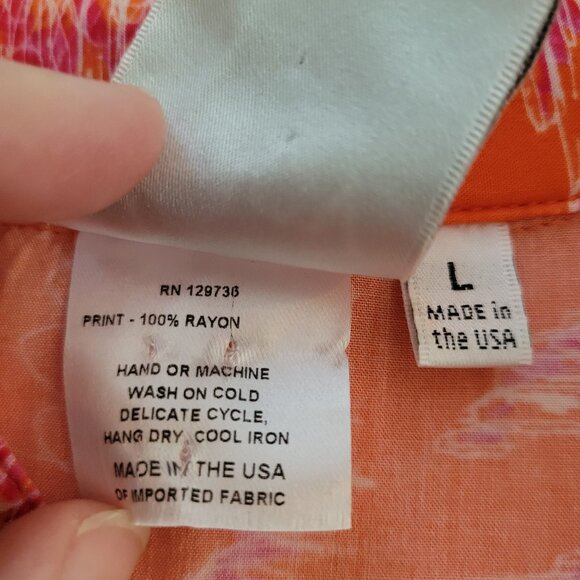 RN 129736
PRINT - 100% RAYON
HAND OR MACHINE
WASH ON COLD
DELICATE CYCLE,
HANG DRY, COOL IRON
MADE IN THE USA
OF IMPORTED FABRIC
L
MADE in
the USA